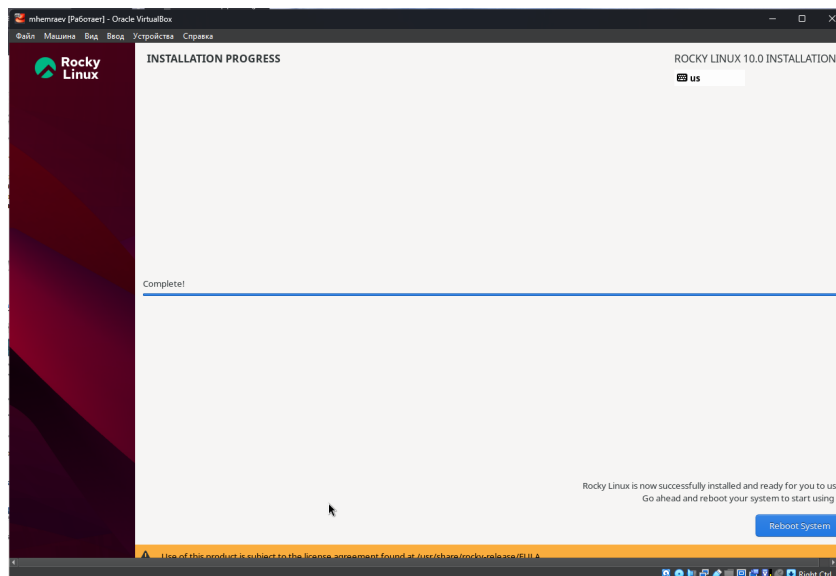 mhemraev [Работает] - Oracle VirtualBox
Файл Машина Вид Ввод Устройства Справка
Rocky
Linux
INSTALLATION PROGRESS
ROCKY LINUX 10.0 INSTALLATION
us
Complete!
Rocky Linux is now successfully installed and ready for you to us
Go ahead and reboot your system to start using
Reboot System
Use of this product is subject to the license agreement found at /usr/share/rocky-release/EULA
Right Ctrl